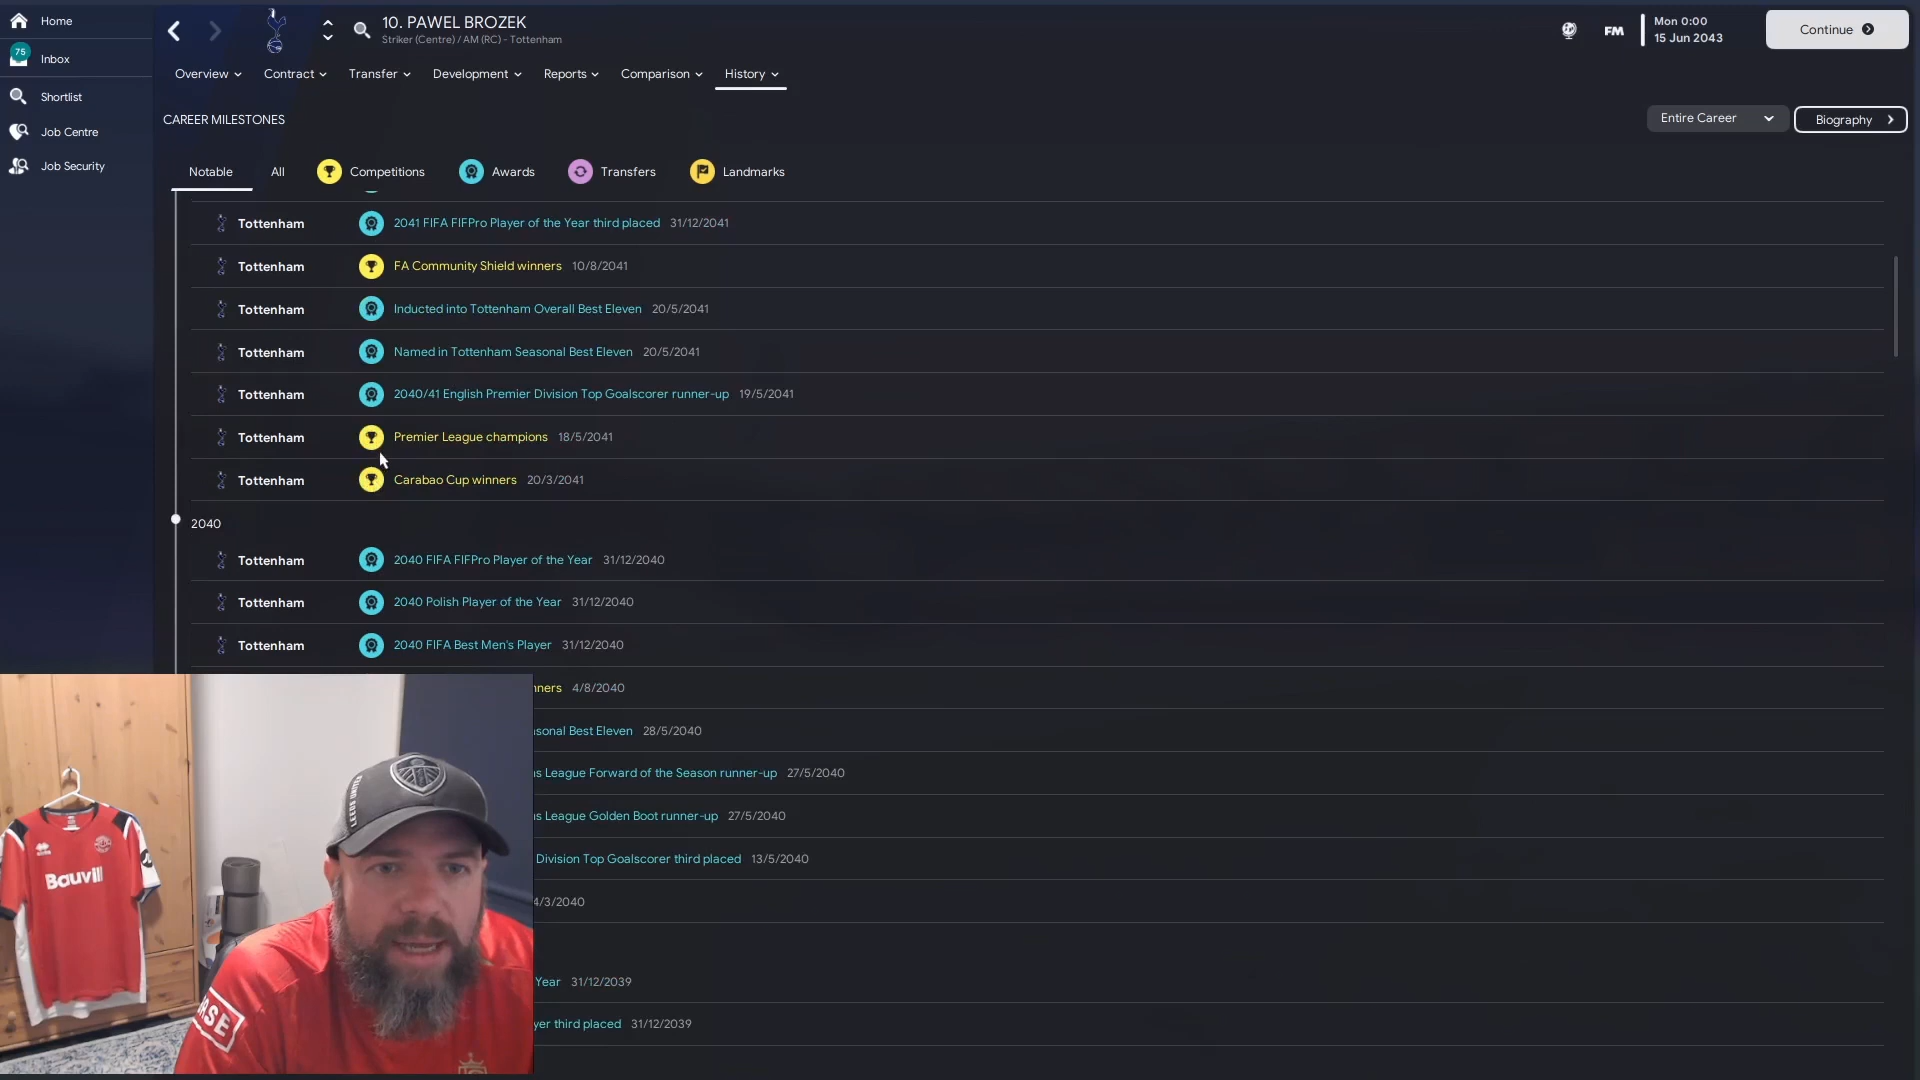 Home
75
Inbox
Shortlist
Job Centre
Job Security
10. PAWEL BROZEK
Striker (Centre) / AM (RC) - Tottenham
FM
Mon 0:00
15 Jun 2043
Continue
Overview
Contract
Transfer
Development
Reports
Comparison
History
CAREER MILESTONES
Entire Career
Biography
Notable
All
Competitions
Awards
Transfers
Landmarks
Tottenham 2041 FIFA FIFPro Player of the Year third placed 31/12/2041
Tottenham FA Community Shield winners 10/8/2041
Tottenham Inducted into Tottenham Overall Best Eleven 20/5/2041
Tottenham Named in Tottenham Seasonal Best Eleven 20/5/2041
Tottenham 2040/41 English Premier Division Top Goalscorer runner-up 19/5/2041
Tottenham Premier League champions 18/5/2041
Tottenham Carabao Cup winners 20/3/2041
2040
Tottenham 2040 FIFA FIFPro Player of the Year 31/12/2040
Tottenham 2040 Polish Player of the Year 31/12/2040
Tottenham 2040 FIFA Best Men's Player 31/12/2040
nners 4/8/2040
sonal Best Eleven 28/5/2040
s League Forward of the Season runner-up 27/5/2040
s League Golden Boot runner-up 27/5/2040
Division Top Goalscorer third placed 13/5/2040
4/3/2040
Year 31/12/2039
yer third placed 31/12/2039
Bauvill
LEEDS UNITED
RSE